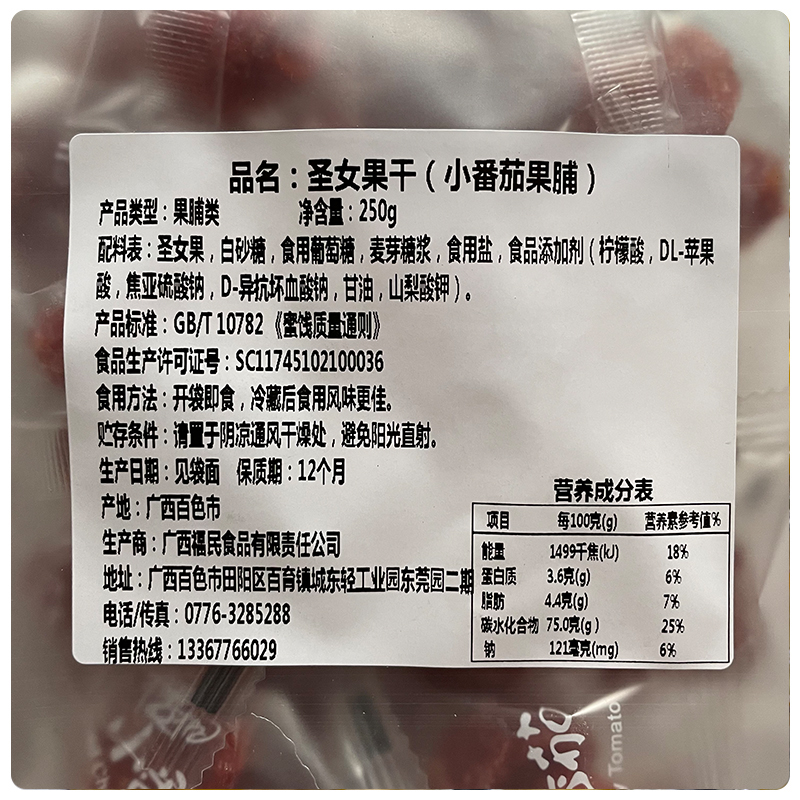 品名：圣女果干（小番茄果脯）
产品类型：果脯类 净含量：250g
配料表：圣女果，白砂糖，食用葡萄糖，麦芽糖浆，食用盐，食品添加剂（柠檬酸，DL-苹果
酸，焦亚硫酸钠，D-异抗坏血酸钠，甘油，山梨酸钾）。
产品标准：GB/T 10782《蜜饯质量通则》
食品生产许可证号：SC11745102100036
食用方法：开袋即食，冷藏后食用风味更佳。
贮存条件：请置于阴凉通风干燥处，避免阳光直射。
生产日期：见袋面 保质期：12个月
产地：广西百色市
生产商：广西福民食品有限责任公司
地址：广西百色市田阳区百育镇城东轻工业园东莞园二期
电话/传真：0776-3285288
销售热线：13367766029
营养成分表
项目 每100克(g) 营养素参考值%
能量 1499千焦(kJ) 18%
蛋白质 3.6克(g) 6%
脂肪 4.4克(g) 7%
碳水化合物 75.0克(g) 25%
钠 121毫克(mg) 6%
茄
Tomato